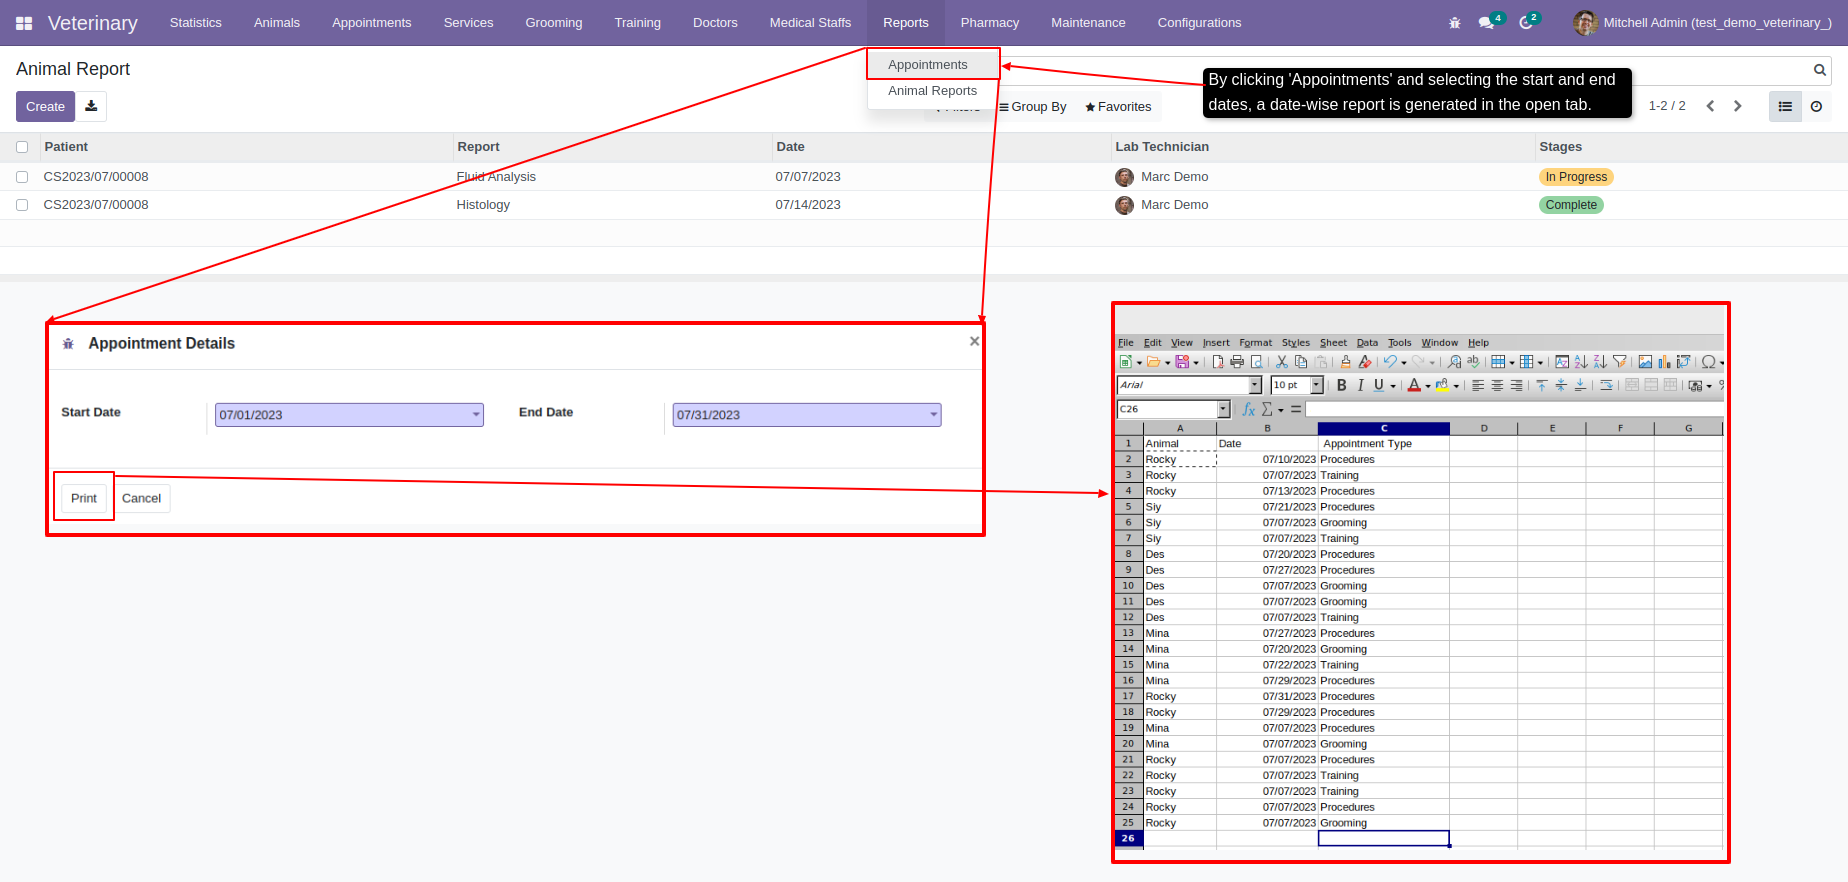 Veterinary Statistics Animals Appointments Services Grooming Training Doctors Medical Staffs Reports Pharmacy Maintenance Configurations 4 2 Mitchell Admin (test_demo_veterinary_)
Animal Report
Appointments
Animal Reports
By clicking 'Appointments' and selecting the start and end
dates, a date-wise report is generated in the open tab.
Create
Group By Favorites
1-2 / 2
Patient Report Date Lab Technician Stages
CS2023/07/00008 Fluid Analysis 07/07/2023 Marc Demo In Progress
CS2023/07/00008 Histology 07/14/2023 Marc Demo Complete
Appointment Details ×
Start Date 07/01/2023 End Date 07/31/2023
Print Cancel
File Edit View Insert Format Styles Sheet Data Tools Window Help
Arial 10 pt B I U
C26
A B C D E F G
1 Animal Date Appointment Type
2 Rocky 07/10/2023 Procedures
3 Rocky 07/07/2023 Training
4 Rocky 07/13/2023 Procedures
5 Siy 07/21/2023 Procedures
6 Siy 07/07/2023 Grooming
7 Siy 07/07/2023 Training
8 Des 07/20/2023 Procedures
9 Des 07/27/2023 Procedures
10 Des 07/07/2023 Grooming
11 Des 07/07/2023 Grooming
12 Des 07/07/2023 Training
13 Mina 07/27/2023 Procedures
14 Mina 07/20/2023 Grooming
15 Mina 07/22/2023 Training
16 Mina 07/29/2023 Procedures
17 Rocky 07/31/2023 Procedures
18 Rocky 07/29/2023 Procedures
19 Mina 07/07/2023 Procedures
20 Mina 07/07/2023 Grooming
21 Rocky 07/07/2023 Procedures
22 Rocky 07/07/2023 Training
23 Rocky 07/07/2023 Training
24 Rocky 07/07/2023 Procedures
25 Rocky 07/07/2023 Grooming
26